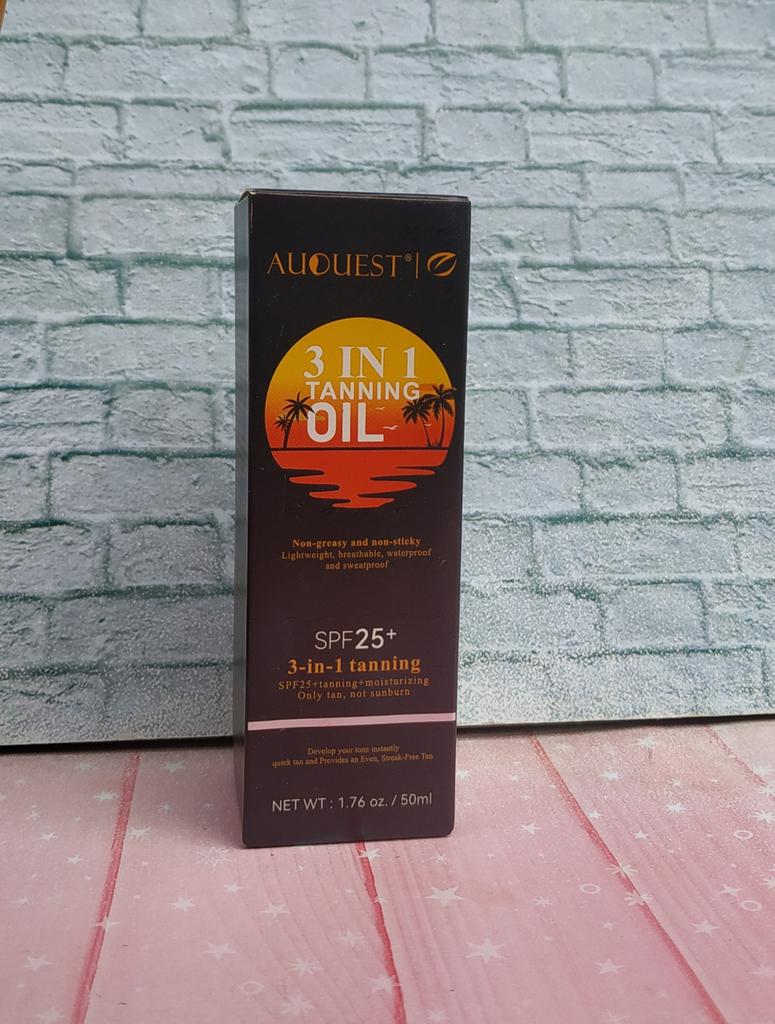 AUQUEST®
3 IN 1
TANNING
OIL
Non-greasy and non-sticky
Lightweight, breathable, waterproof
and sweatproof
SPF25+
3-in-1 tanning
SPF25+tanning+moisturizing
Only tan, not sunburn
Develop your tone instantly
quick tan and Provides an Even, Streak-Free Tan
NET WT : 1.76 oz. / 50ml